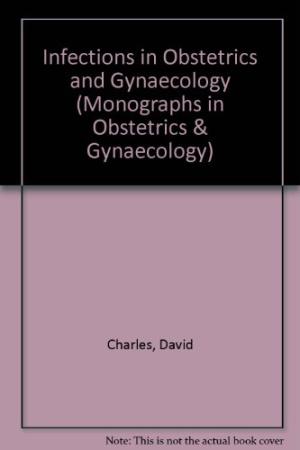 Infections in Obstetrics
and Gynaecology
(Monographs in
Obstetrics &
Gynaecology)
Charles, David
Note: This is not the actual book cover